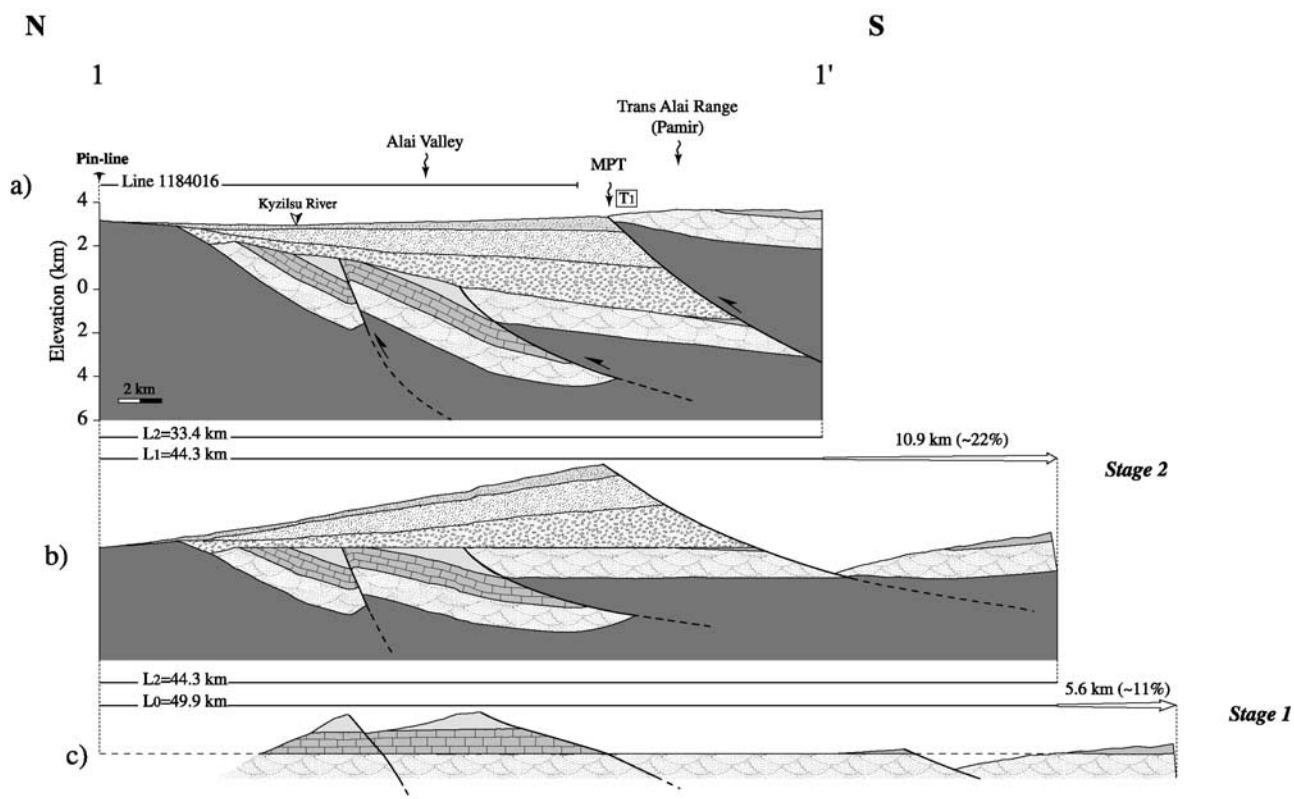 N
S
1
1'
Trans Alai Range
(Pamir)
Alai Valley
MPT
Pin-line
a)
Line 1184016
T1
Kyzilsu River
Elevation (km)
4
2
0
2
4
6
2 km
L2=33.4 km
L1=44.3 km
10.9 km (~22%)
Stage 2
b)
L2=44.3 km
L0=49.9 km
5.6 km (~11%)
Stage 1
c)